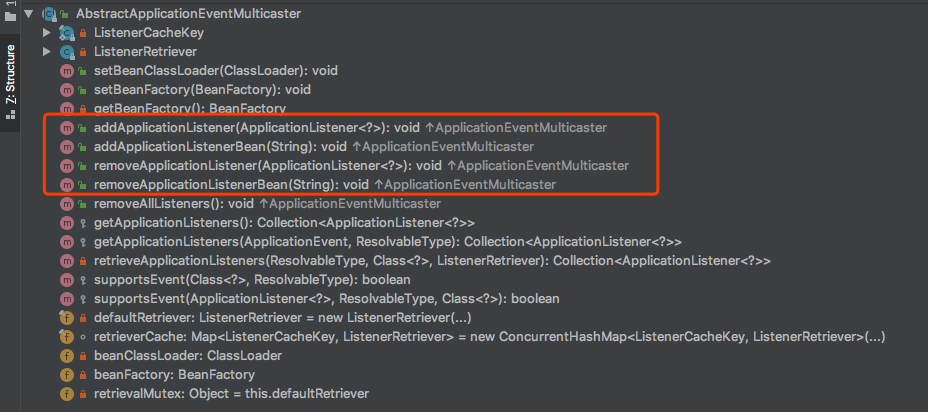 AbstractApplicationEventMulticaster
ListenerCacheKey
ListenerRetriever
setBeanClassLoader(ClassLoader): void
setBeanFactory(BeanFactory): void
getBeanFactory(): BeanFactory
addApplicationListener(ApplicationListener<?>): void ↑ApplicationEventMulticaster
addApplicationListenerBean(String): void ↑ApplicationEventMulticaster
removeApplicationListener(ApplicationListener<?>): void ↑ApplicationEventMulticaster
removeApplicationListenerBean(String): void ↑ApplicationEventMulticaster
removeAllListeners(): void ↑ApplicationEventMulticaster
getApplicationListeners(): Collection<ApplicationListener<?>>
getApplicationListeners(ApplicationEvent, ResolvableType): Collection<ApplicationListener<?>>
retrieveApplicationListeners(ResolvableType, Class<?>, ListenerRetriever): Collection<ApplicationListener<?>>
supportsEvent(Class<?>, ResolvableType): boolean
supportsEvent(ApplicationListener<?>, ResolvableType, Class<?>): boolean
defaultRetriever: ListenerRetriever = new ListenerRetriever(...)
retrieverCache: Map<ListenerCacheKey, ListenerRetriever> = new ConcurrentHashMap<ListenerCacheKey, ListenerRetriever>(...)
beanClassLoader: ClassLoader
beanFactory: BeanFactory
retrievalMutex: Object = this.defaultRetriever
Z: Structure